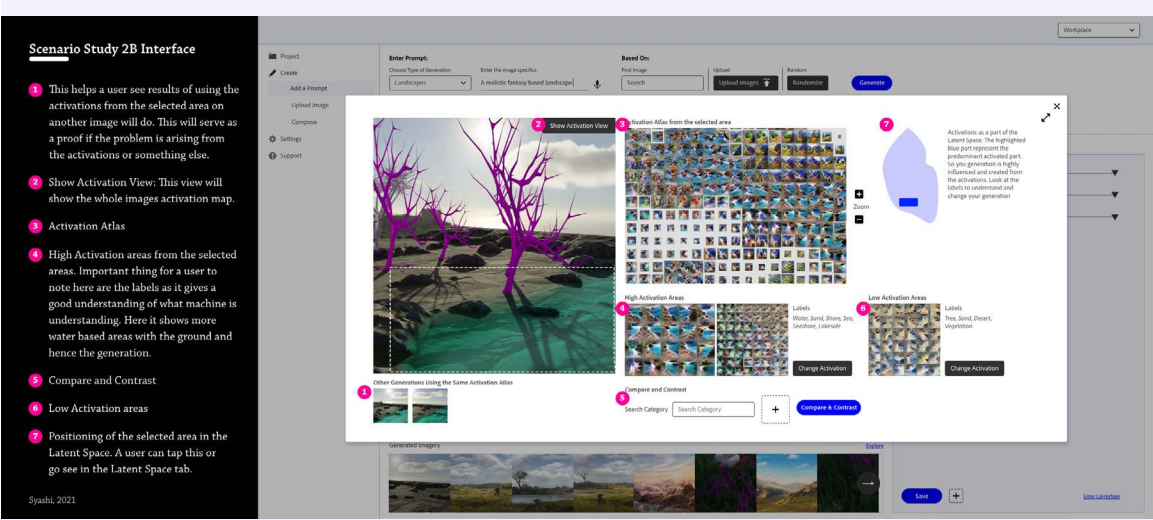 Scenario Study 2B Interface
1 This helps a user see results of using the
activations from the selected area on
another image will do. This will serve as
a proof if the problem is arising from
the activations or something else.
2 Show Activation View: This view will
show the whole images activation map.
3 Activation Atlas
4 High Activation areas from the selected
areas. Important thing for a user to
note here are the labels as it gives a
good understanding of what machine is
understanding. Here it shows more
water based areas with the ground and
hence the generation.
5 Compare and Contrast
6 Low Activation areas
7 Positioning of the selected area in the
Latent Space. A user can tap this or
go see in the Latent Space tab.
Syashi, 2021
Workplace
Project
Create
Add a Prompt
Upload Image
Compose
Settings
Support
Enter Prompt:
Choose Type of Generation
Landscapes
Enter the image specifics
A realistic fantasy based landscape
Based On:
Find Image
Search
Upload
Upload Images
Random
Randomize
Generate
2 Show Activation View
3 Activation Atlas from the selected area
Zoom
7
Activations as a part of the
Latent Space. The highlighted
blue part represent the
predominant activated part.
So you generation is highly
influenced and created from
the activations. Look at the
labels to understand and
change your generation
High Activation Areas
4
Labels
Water, Sand, Shore, Sea,
Seashore, Lakeside
Change Activation
Low Activation Areas
6
Labels
Tree, Sand, Desert,
Vegetation
Change Activation
Other Generations Using the Same Activation Atlas
1
Compare and Contrast
5
Search Category
Search Category
+
Compare & Contrast
Generated Imagery
Explore
Save
+
Error Correction